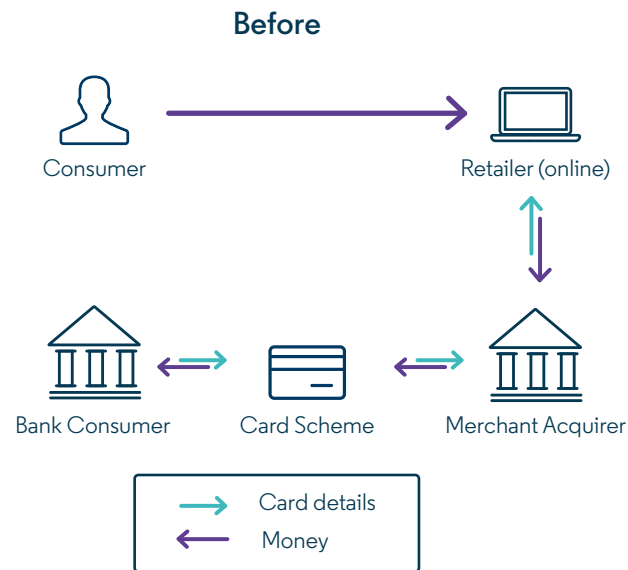 Before
Consumer
Retailer (online)
Bank Consumer
Card Scheme
Merchant Acquirer
Card details
Money